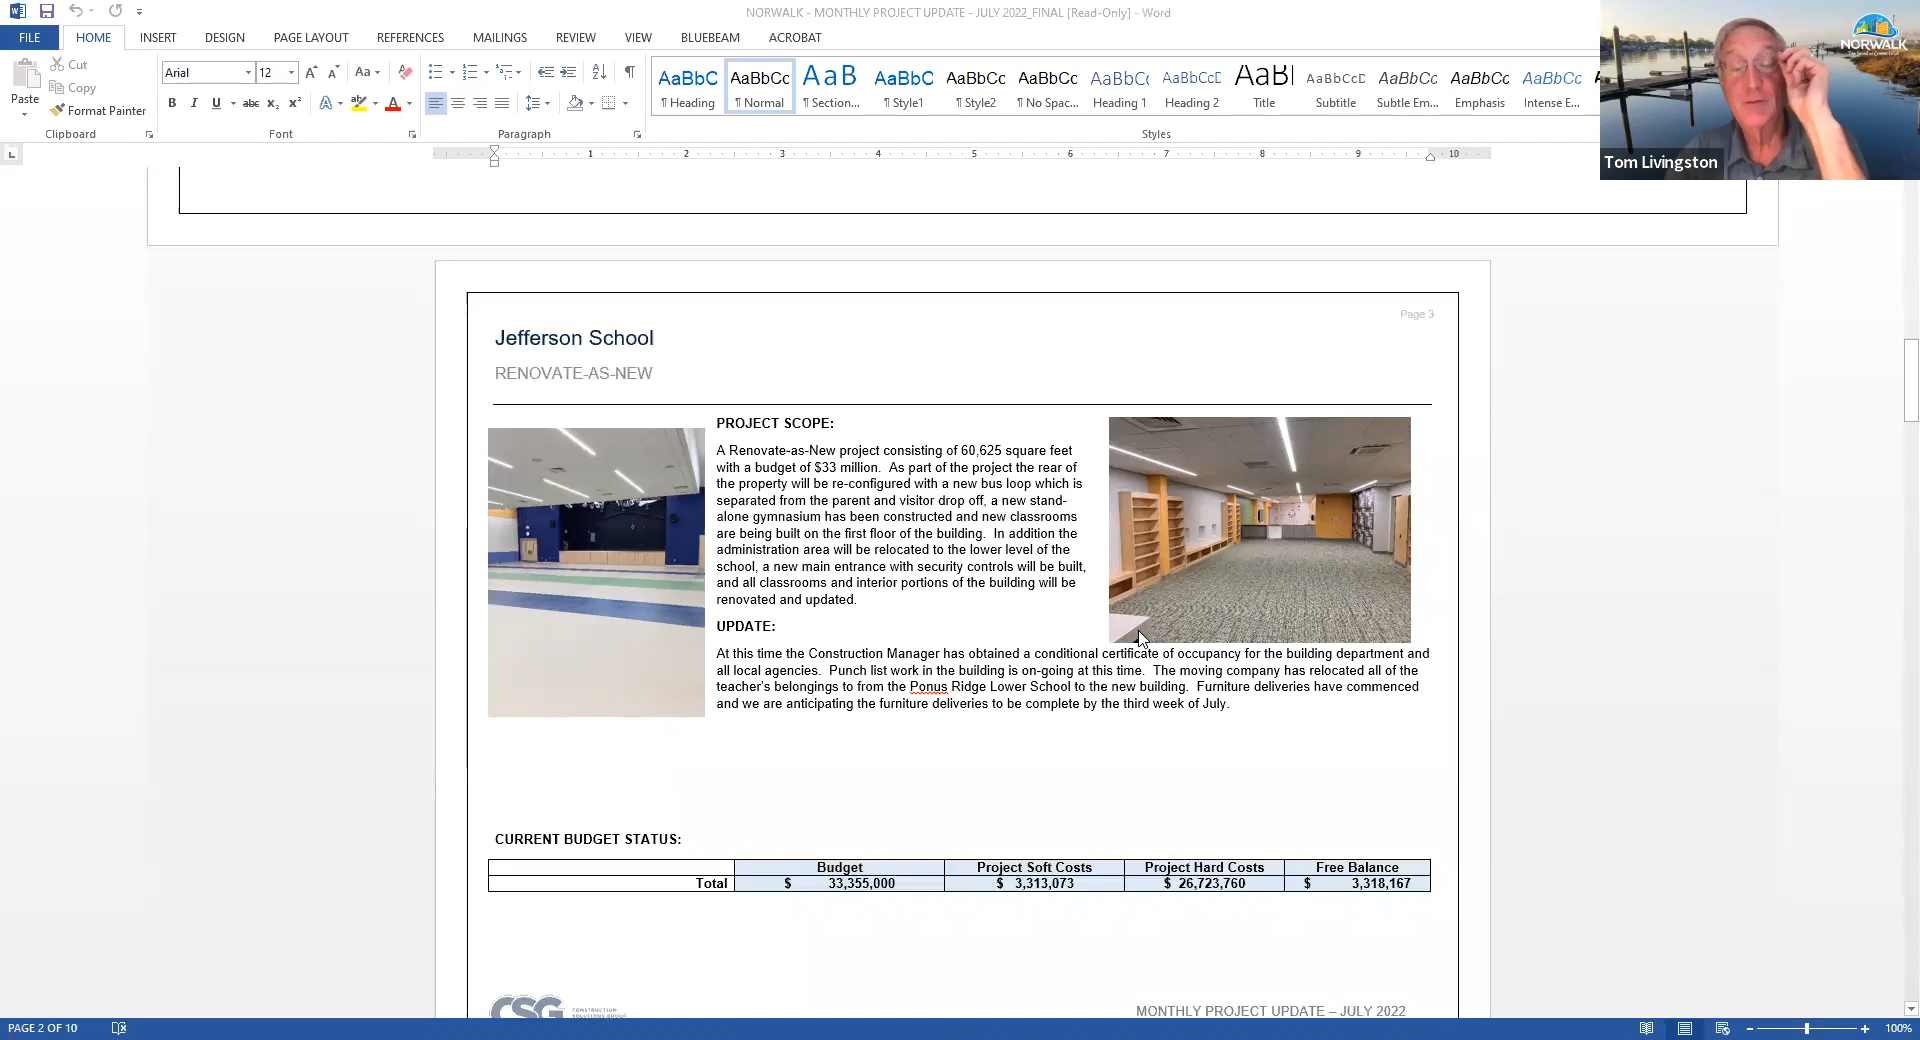 NORWALK - MONTHLY PROJECT UPDATE - JULY 2022_FINAL [Read-Only] - Word
FILE HOME INSERT DESIGN PAGE LAYOUT REFERENCES MAILINGS REVIEW VIEW BLUEBEAM ACROBAT
NORWALK
Cut
Copy
Format Painter
Paste
Clipboard
Arial 12
Font
Paragraph
AaBbC AaBbCc AaB AaBbC AaBbCc AaBbCc AaBbC AaBbCcD AaBl AaBbCcD AaBbCc AaBbCc AaBbCc
¶ Heading ¶ Normal ¶ Section... ¶ Style1 ¶ Style2 ¶ No Spac... Heading 1 Heading 2 Title Subtitle Subtle Em... Emphasis Intense E...
Styles
Tom Livingston
1 2 3 4 5 6 7 8 9 10
Page 3
Jefferson School
RENOVATE-AS-NEW
PROJECT SCOPE:
A Renovate-as-New project consisting of 60,625 square feet
with a budget of $33 million. As part of the project the rear of
the property will be re-configured with a new bus loop which is
separated from the parent and visitor drop off, a new stand-
alone gymnasium has been constructed and new classrooms
are being built on the first floor of the building. In addition the
administration area will be relocated to the lower level of the
school, a new main entrance with security controls will be built,
and all classrooms and interior portions of the building will be
renovated and updated.
UPDATE:
At this time the Construction Manager has obtained a conditional certificate of occupancy for the building department and
all local agencies. Punch list work in the building is on-going at this time. The moving company has relocated all of the
teacher's belongings to from the Ponus Ridge Lower School to the new building. Furniture deliveries have commenced
and we are anticipating the furniture deliveries to be complete by the third week of July.
CURRENT BUDGET STATUS:
Budget Project Soft Costs Project Hard Costs Free Balance
Total $ 33,355,000 $ 3,313,073 $ 26,723,760 $ 3,318,167
CSG CONSTRUCTION
SOLUTIONS GROUP
MONTHLY PROJECT UPDATE – JULY 2022
PAGE 2 OF 10
100%